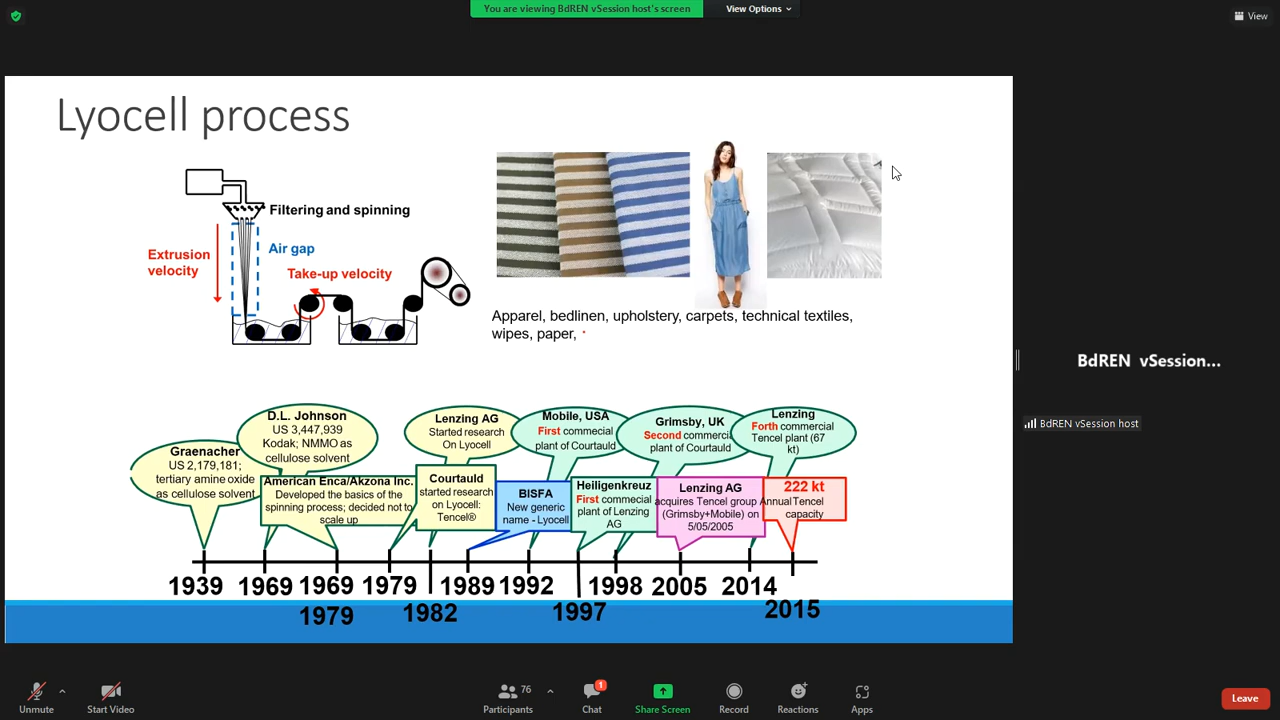 You are viewing BdREN vSession host's screen
View Options
View
Lyocell process
Filtering and spinning
Extrusion
velocity
Air gap
Take-up velocity
Apparel, bedlinen, upholstery, carpets, technical textiles,
wipes, paper,
BdREN vSession...
BdREN vSession host
Graenacher
US 2,179,181;
tertiary amine oxide
as cellulose solvent
D.L. Johnson
US 3,447,939
Kodak; NMMO as
cellulose solvent
American Enca/Akzona Inc.
Developed the basics of the
spinning process; decided not to
scale up
Lenzing AG
Started research
On Lyocell
Courtauld
started research
on Lyocell:
Tencel®
BISFA
New generic
name - Lyocell
Mobile, USA
First commecial
plant of Courtauld
Heiligenkreuz
First commecial
plant of Lenzing
AG
Grimsby, UK
Second commerci
plant of Courtauld
Lenzing AG
acquires Tencel group
(Grimsby+Mobile) on
5/05/2005
Lenzing
Forth commercial
Tencel plant (67
kt)
222 kt
AnnualTencel
capacity
1939
1969
1969
1979
1979
1982
1989
1992
1997
1998
2005
2014
2015
Unmute
Start Video
76
Participants
1
Chat
Share Screen
Record
Reactions
Apps
Leave